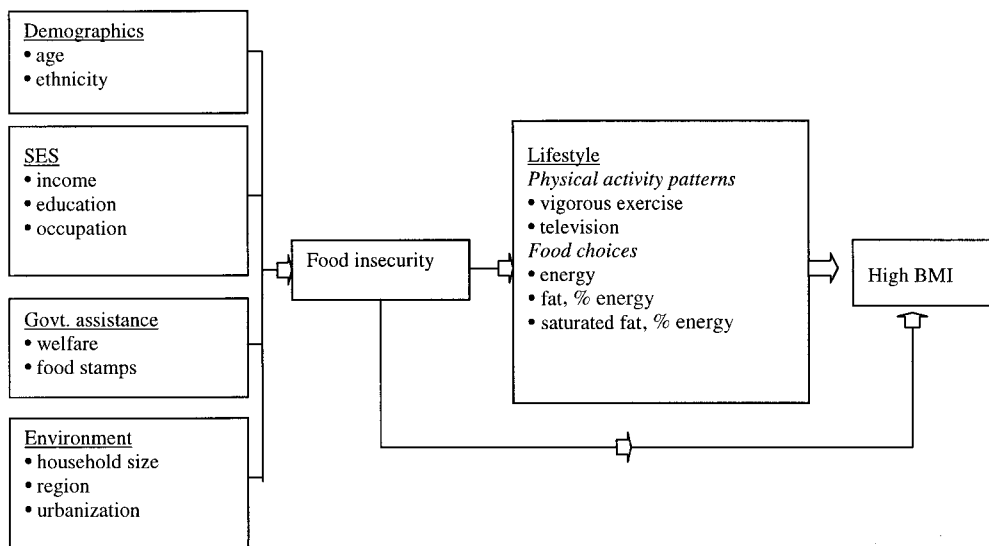 Demographics
• age
• ethnicity
SES
• income
• education
• occupation
Govt. assistance
• welfare
• food stamps
Environment
• household size
• region
• urbanization
Food insecurity
Lifestyle
Physical activity patterns
• vigorous exercise
• television
Food choices
• energy
• fat, % energy
• saturated fat, % energy
High BMI